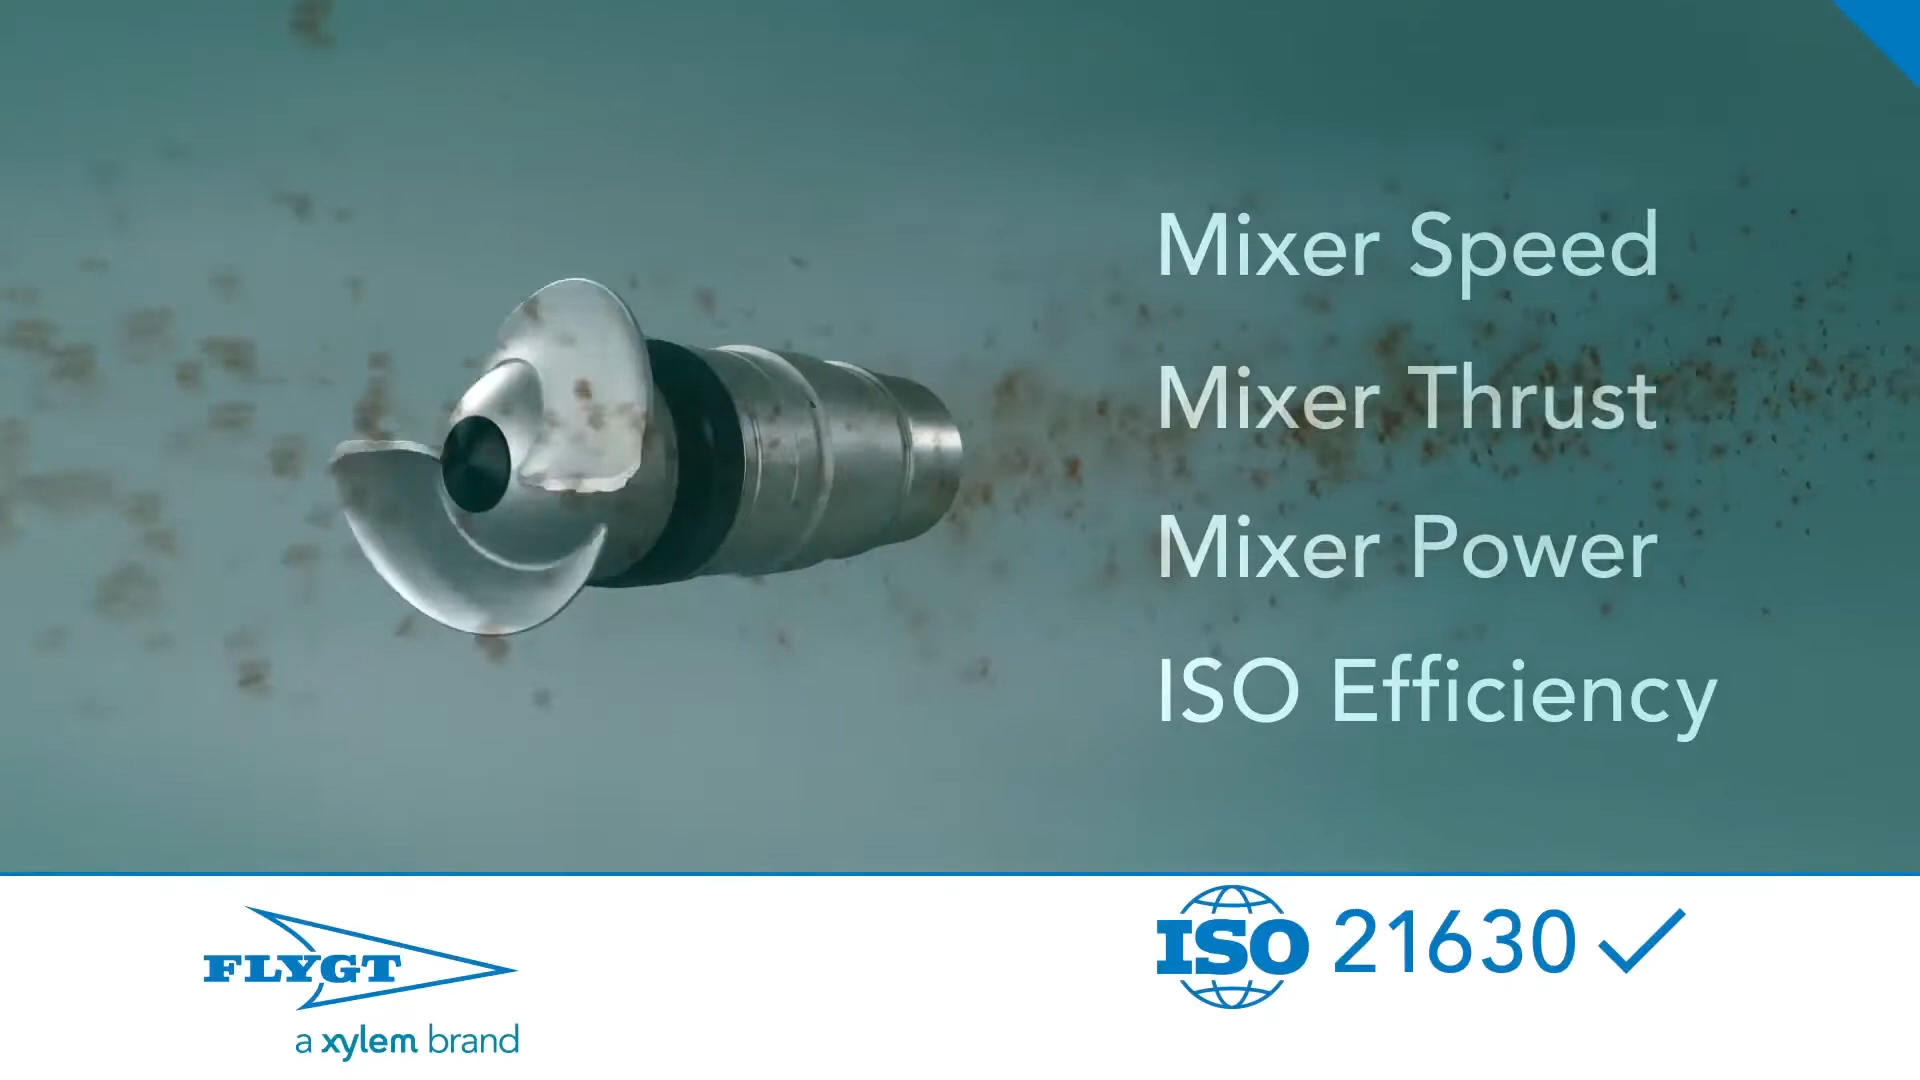 Mixer Speed
Mixer Thrust
Mixer Power
ISO Efficiency
FLYGT
a xylem brand
ISO 21630